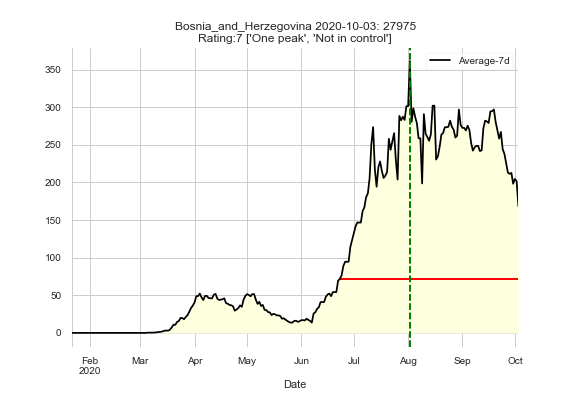 Bosnia_and_Herzegovina 2020-10-03: 27975
Rating:7 ['One peak', 'Not in control']
Average-7d
350
300
250
200
150
100
50
0
Feb Mar Apr May Jun Jul Aug Sep Oct
2020
Date